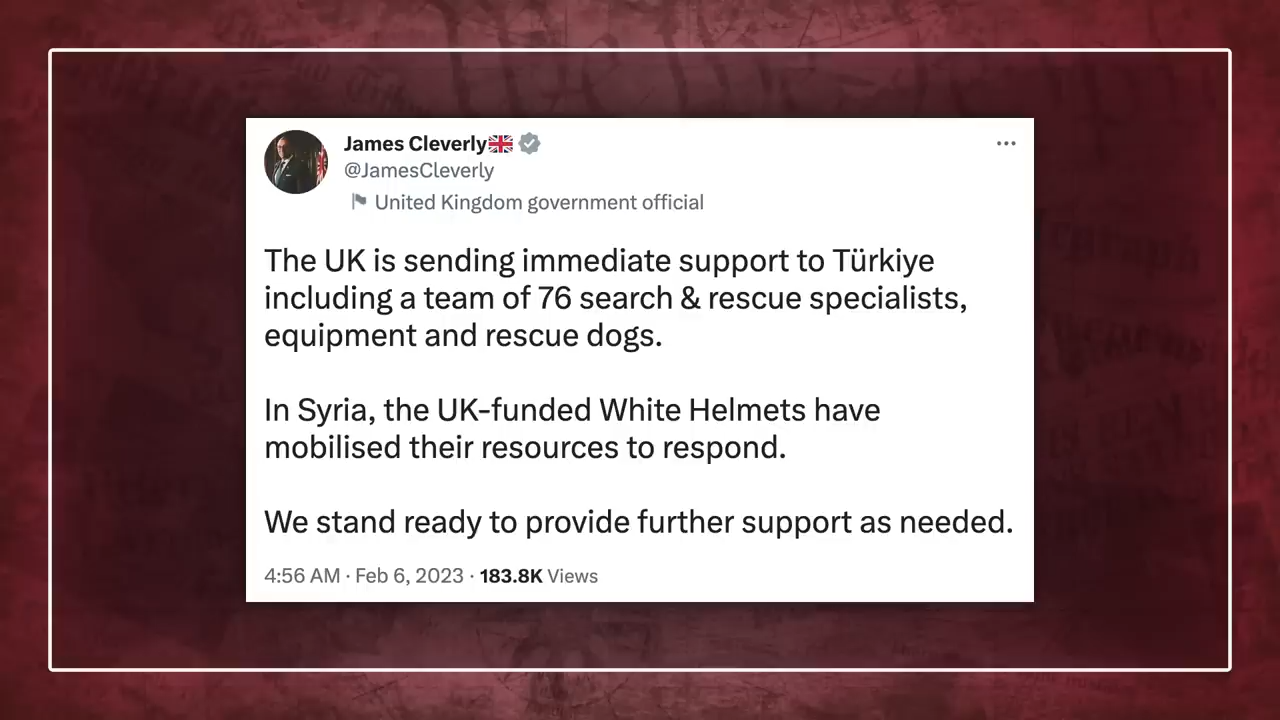 James Cleverly🇬🇧
@JamesCleverly
United Kingdom government official
The UK is sending immediate support to Türkiye
including a team of 76 search & rescue specialists,
equipment and rescue dogs.
In Syria, the UK-funded White Helmets have
mobilised their resources to respond.
We stand ready to provide further support as needed.
4:56 AM · Feb 6, 2023 · 183.8K Views